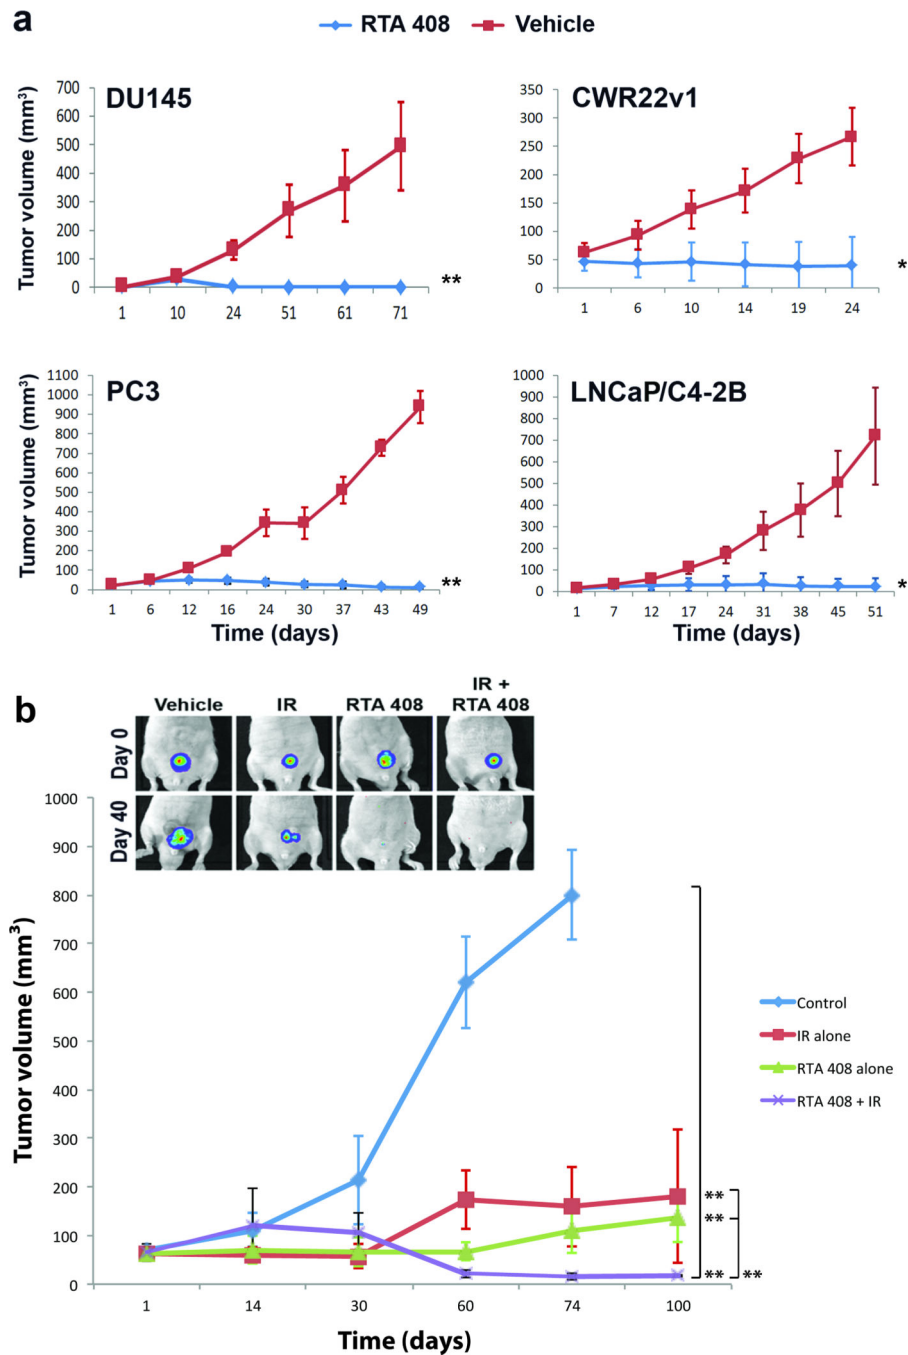 a
RTA 408 Vehicle
DU145
Tumor volume (mm³)
700
600
500
400
300
200
100
0
1 10 24 51 61 71
**
CWR22v1
350
300
250
200
150
100
50
0
1 6 10 14 19 24
*
PC3
Tumor volume (mm³)
1100
1000
900
800
700
600
500
400
300
200
100
0
1 6 12 16 24 30 37 43 49
**
Time (days)
LNCaP/C4-2B
1000
900
800
700
600
500
400
300
200
100
0
1 7 12 17 24 31 38 45 51
*
Time (days)
b
Vehicle IR RTA 408 IR + RTA 408
Day 0
Day 40
Tumor volume (mm³)
1000
900
800
700
600
500
400
300
200
100
0
1 14 30 60 74 100
Time (days)
Control
IR alone
RTA 408 alone
RTA 408 + IR
**
**
** **